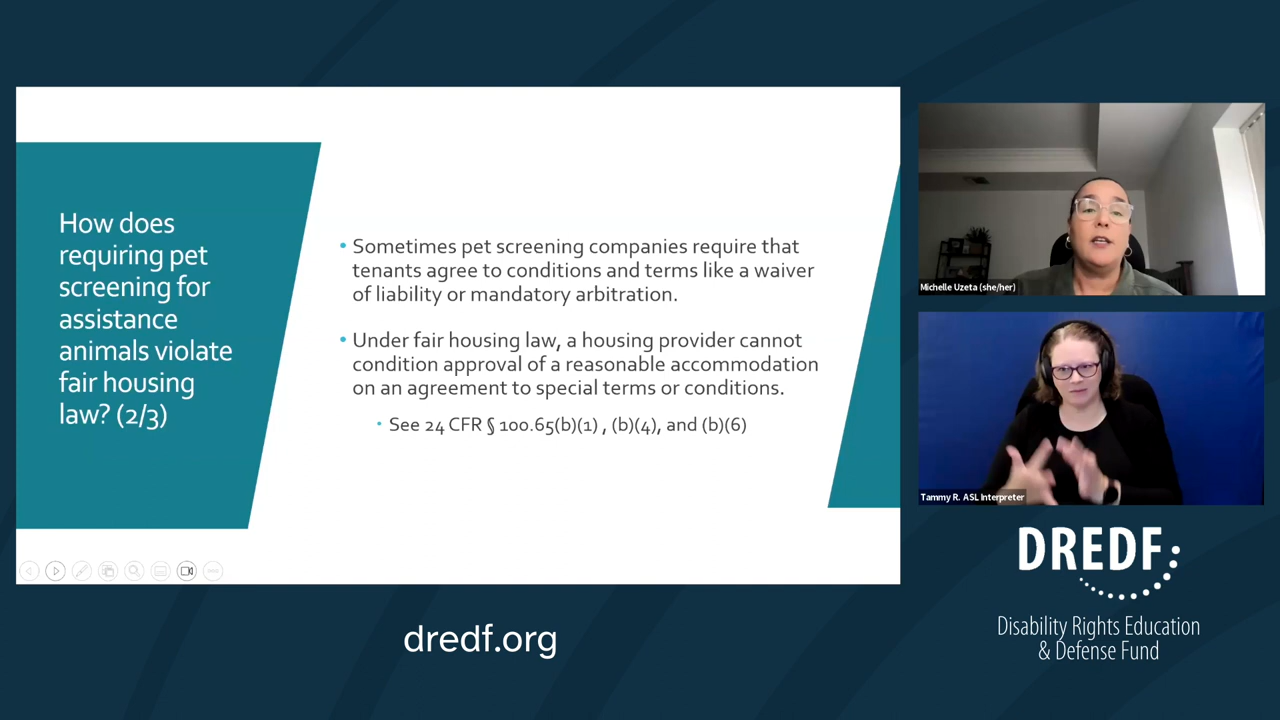 How does
requiring pet
screening for
assistance
animals violate
fair housing
law? (2/3)
• Sometimes pet screening companies require that
tenants agree to conditions and terms like a waiver
of liability or mandatory arbitration.
• Under fair housing law, a housing provider cannot
condition approval of a reasonable accommodation
on an agreement to special terms or conditions.
• See 24 CFR § 100.65(b)(1) , (b)(4), and (b)(6)
Michelle Uzeta (she/her)
Tammy R. ASL Interpreter
DREDF
Disability Rights Education
& Defense Fund
dredf.org